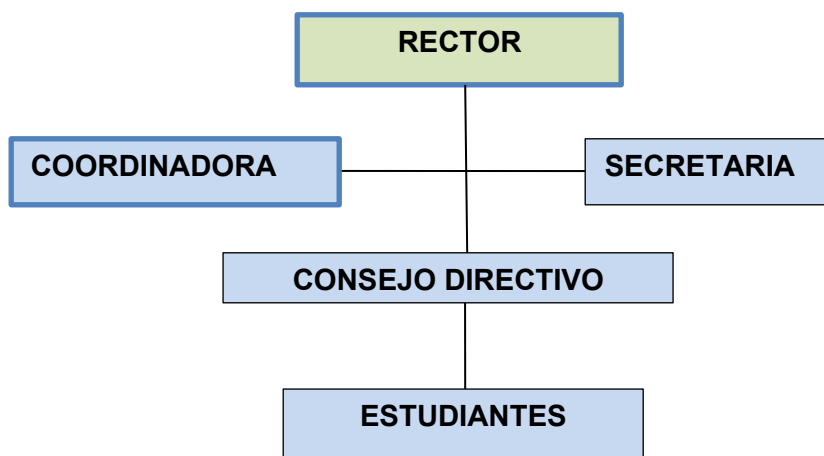 RECTOR
COORDINADORA
SECRETARIA
CONSEJO DIRECTIVO
ESTUDIANTES